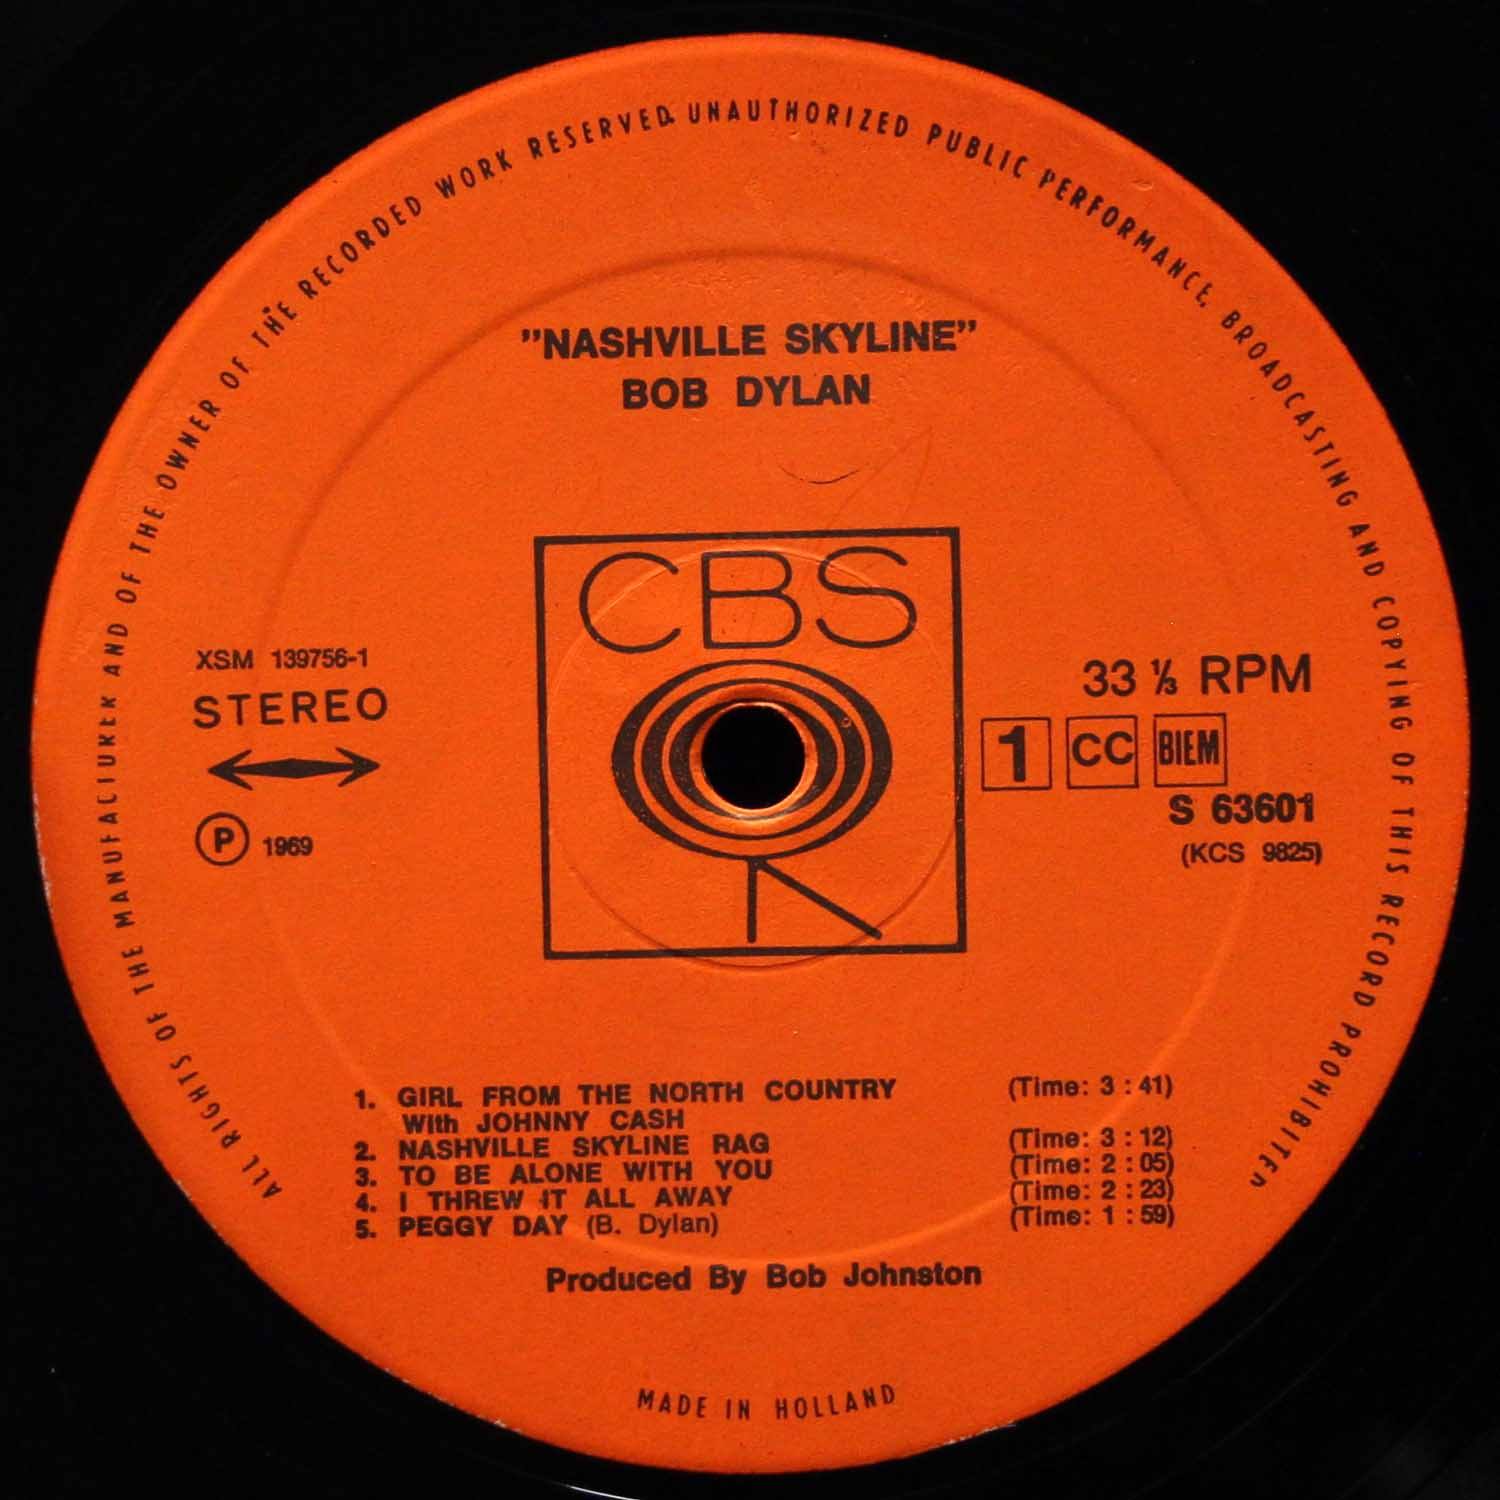 ALL RIGHTS OF THE MANUFACTURER AND OF THE OWNER OF THE RECORDED WORK RESERVED. UNAUTHORIZED PUBLIC PERFORMANCE, BROADCASTING AND COPYING OF THIS RECORD PROHIBITED
"NASHVILLE SKYLINE"
BOB DYLAN
CBS
XSM 139756-1
STEREO
P 1969
33 ⅓ RPM
1 CC BIEM
S 63601
(KCS 9825)
1. GIRL FROM THE NORTH COUNTRY (Time: 3 : 41)
With JOHNNY CASH
2. NASHVILLE SKYLINE RAG (Time: 3 : 12)
3. TO BE ALONE WITH YOU (Time: 2 : 05)
4. I THREW IT ALL AWAY (Time: 2 : 23)
5. PEGGY DAY (B. Dylan) (Time: 1 : 59)
Produced By Bob Johnston
MADE IN HOLLAND